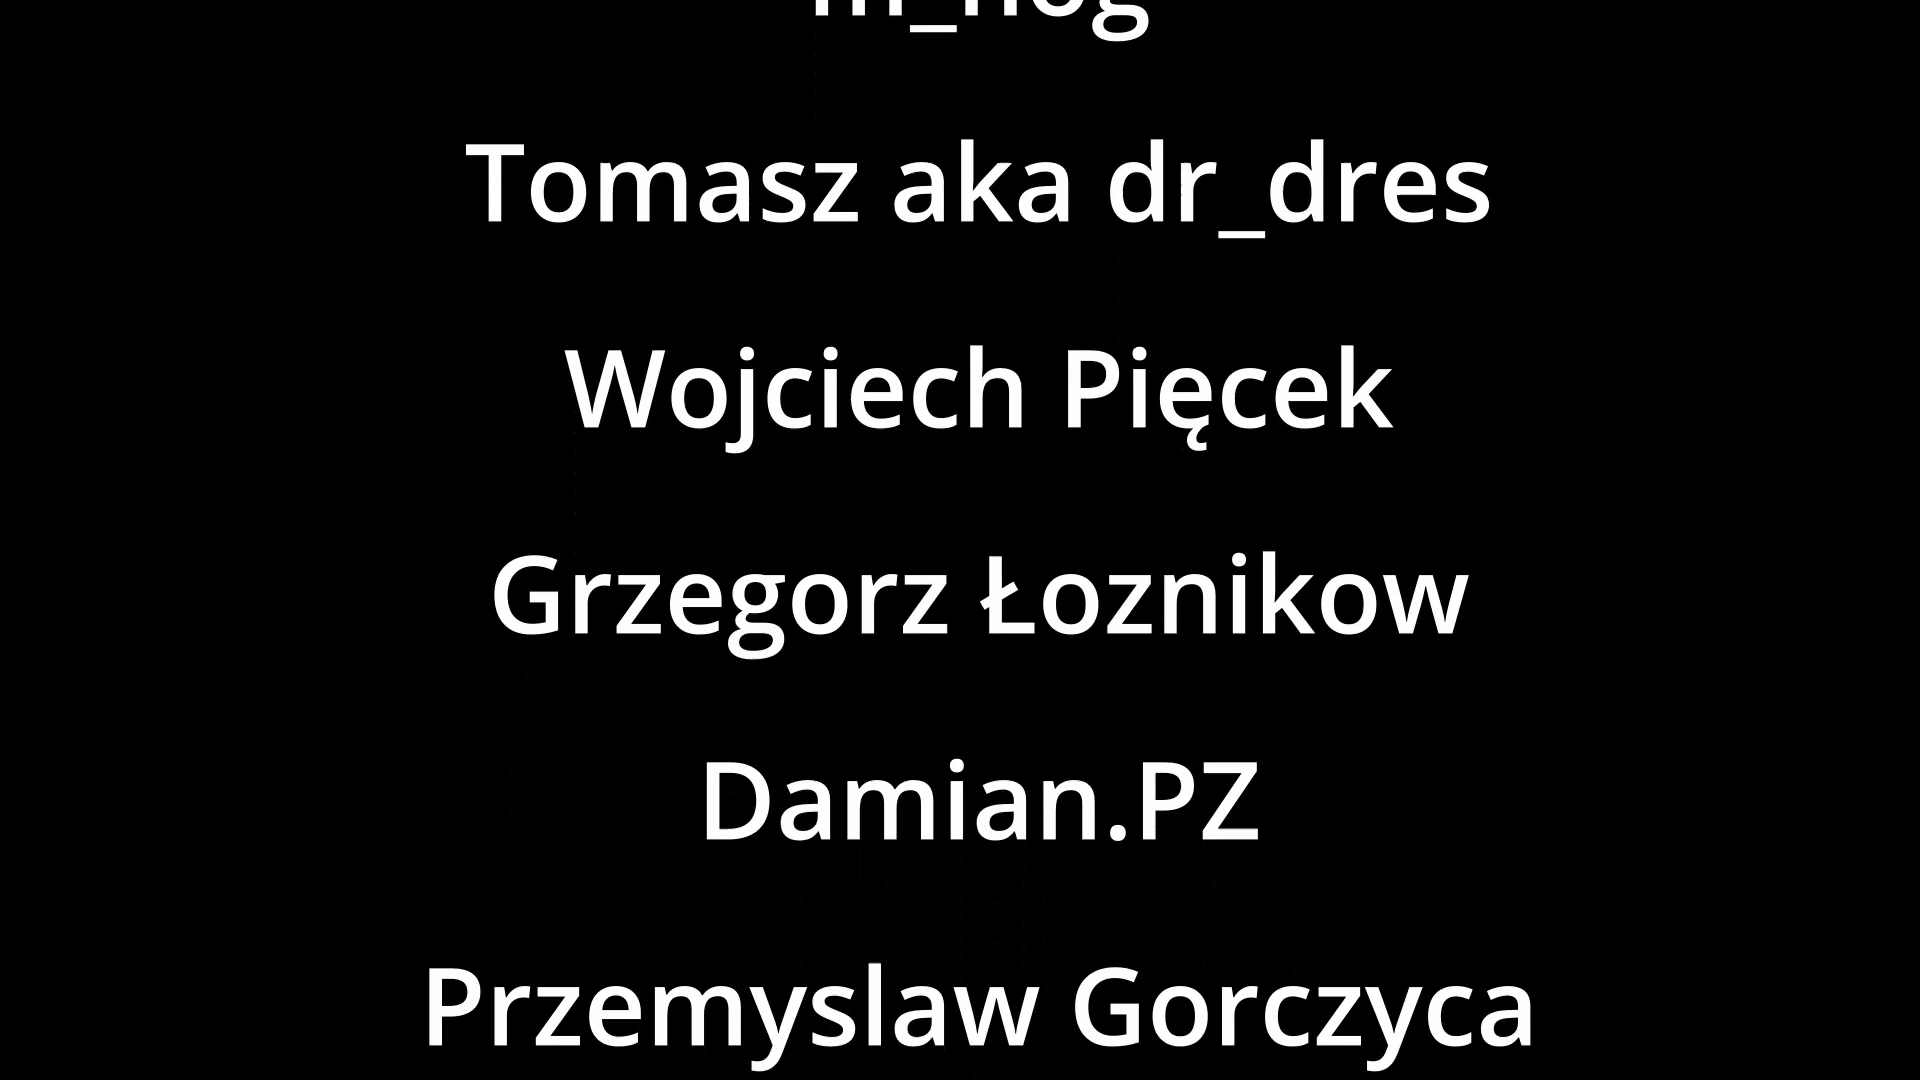 Tomasz aka dr_dres
Wojciech Pięcek
Grzegorz Łoznikow
Damian.PZ
Przemyslaw Gorczyca